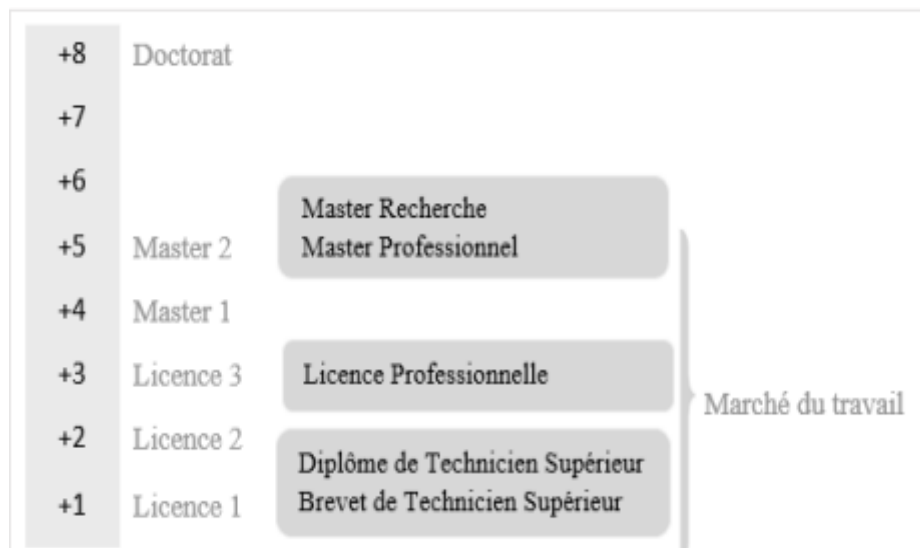 +8 Doctorat
+7
+6
Master Recherche
+5 Master 2 Master Professionnel
+4 Master 1
+3 Licence 3 Licence Professionnelle
Marché du travail
+2 Licence 2
Diplôme de Technicien Supérieur
+1 Licence 1 Brevet de Technicien Supérieur